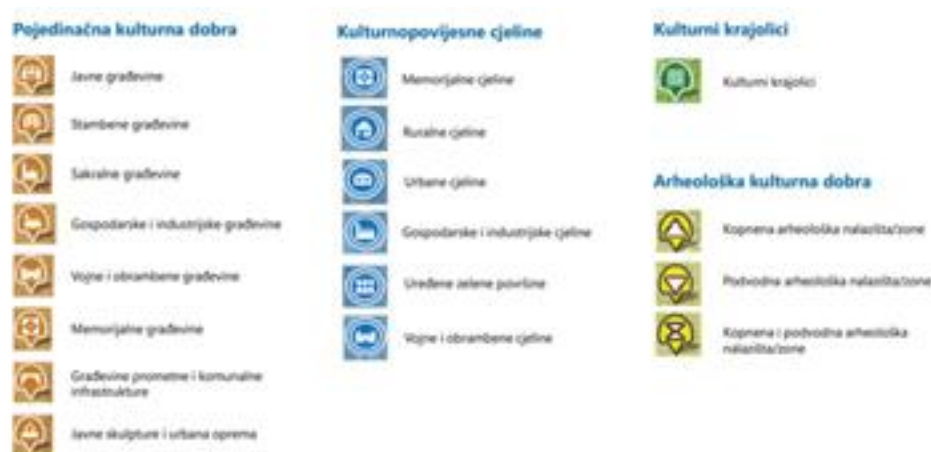 Pojedinačna kulturna dobra
Javne građevine
Stambene građevine
Sakralne građevine
Gospodarske i industrijske građevine
Vojne i obrambene građevine
Memorijalne građevine
Građevine prometne i komunalne
infrastrukture
Javne skulpture i urbana oprema
Kulturnopovijesne cjeline
Memorijalne cjeline
Ruralne cjeline
Urbane cjeline
Gospodarske i industrijske cjeline
Uređene zelene površine
Vojne i obrambene cjeline
Kulturni krajolici
Kulturni krajolici
Arheološka kulturna dobra
Kopnena arheološka nalazišta/zone
Podvodna arheološka nalazišta/zone
Kopnena i podvodna arheološka
nalazišta/zone